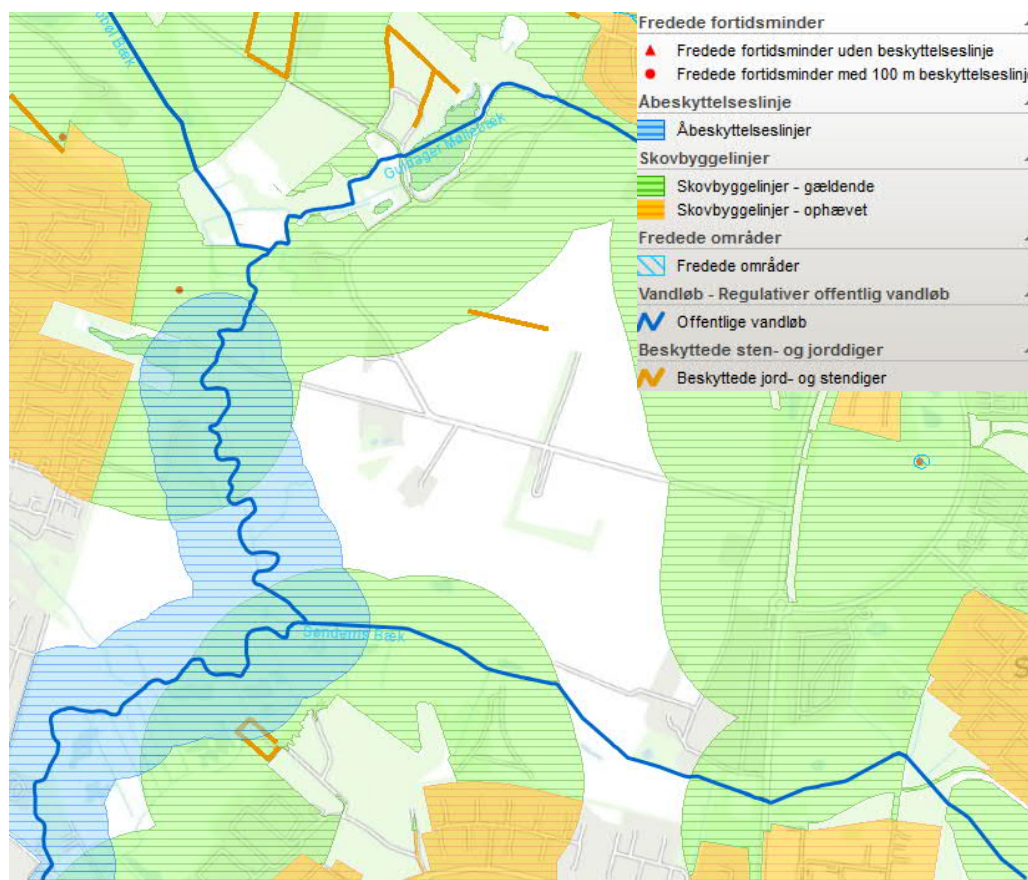 Fredede fortidsminder
Fredede fortidsminder uden beskyttelseslinje
Fredede fortidsminder med 100 m beskyttelseslinje
Åbeskyttelseslinje
Åbeskyttelseslinjer
Skovbyggelinjer
Skovbyggelinjer - gældende
Skovbyggelinjer - ophævet
Fredede områder
Fredede områder
Vandløb - Regulativer offentlig vandløb
Offentlige vandløb
Beskyttede sten- og jorddiger
Beskyttede jord- og stendiger
Bæk
Guldager Møllebæk
Sønderris Bæk
S